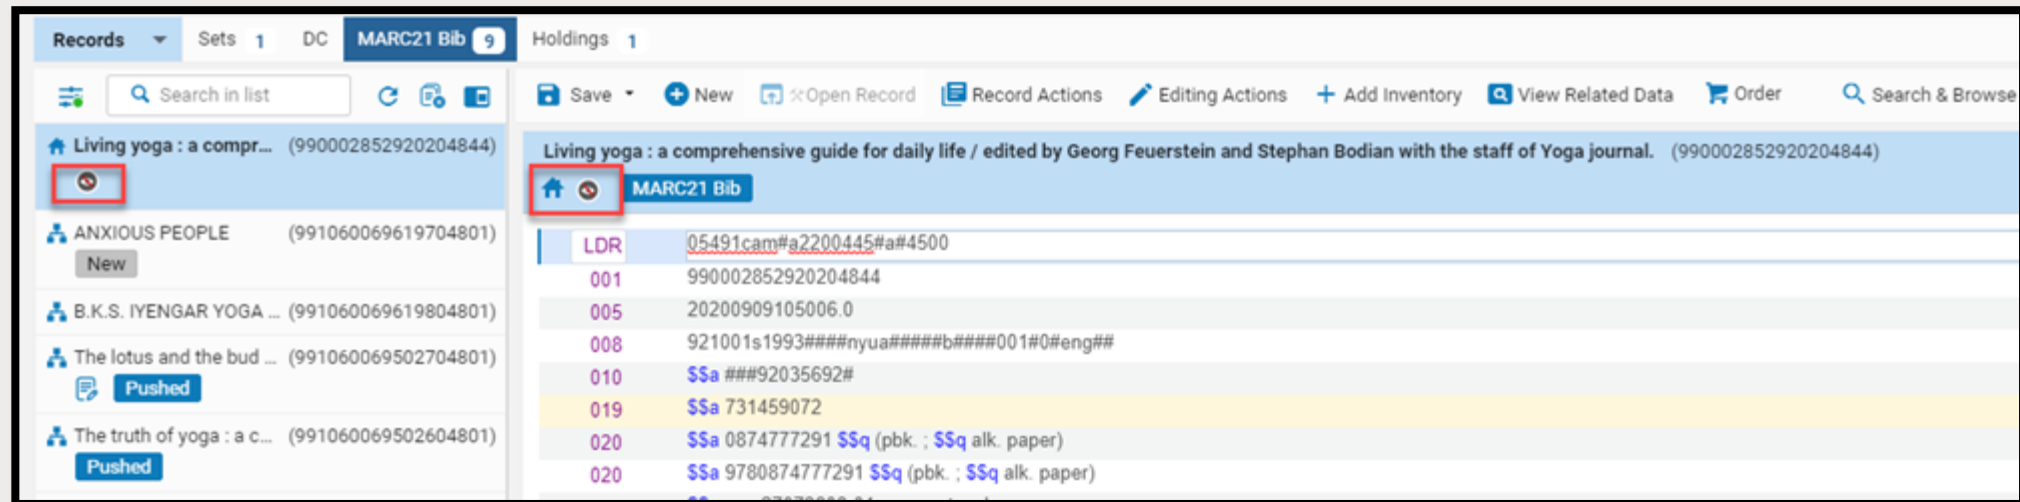 Records Sets 1 DC MARC21 Bib 9 Holdings 1
Search in list
Save New Open Record Record Actions Editing Actions Add Inventory View Related Data Order Search & Browse
Living yoga : a compr... (990002852920204844)
ANXIOUS PEOPLE (991060069619704801)
New
B.K.S. IYENGAR YOGA ... (991060069619804801)
The lotus and the bud ... (991060069502704801)
Pushed
The truth of yoga : a c... (991060069502604801)
Pushed
Living yoga : a comprehensive guide for daily life / edited by Georg Feuerstein and Stephan Bodian with the staff of Yoga journal. (990002852920204844)
MARC21 Bib
LDR 05491cam#a2200445#a#4500
001 990002852920204844
005 20200909105006.0
008 921001s1993####nyua#####b####001#0#eng##
010 $$a ###92035692#
019 $$a 731459072
020 $$a 0874777291 $$q (pbk. ; $$q alk. paper)
020 $$a 9780874777291 $$q (pbk. ; $$q alk. paper)